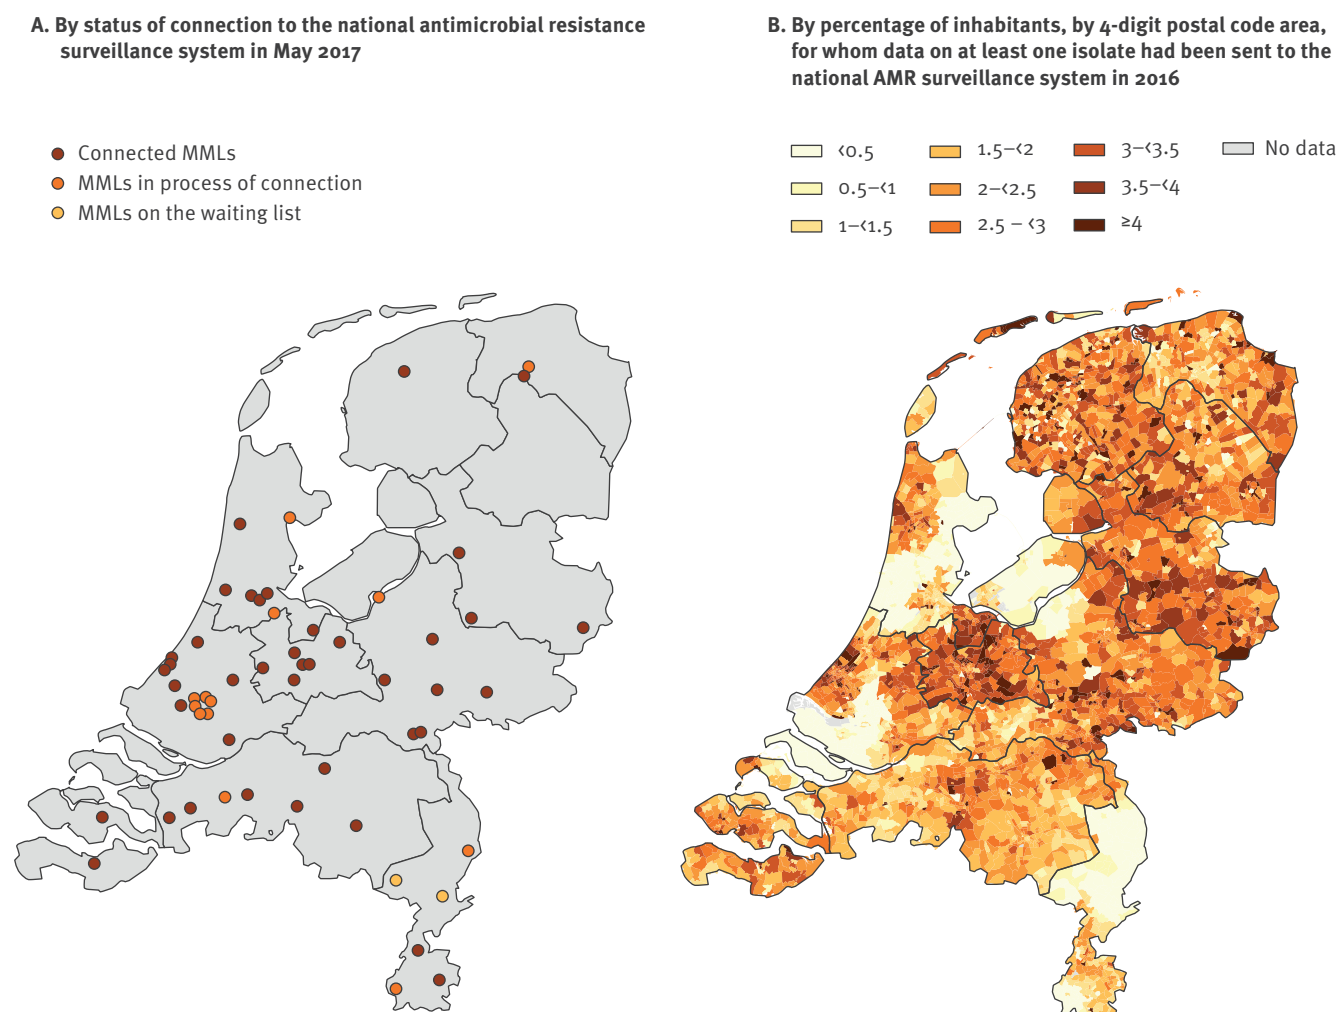 A. By status of connection to the national antimicrobial resistance
surveillance system in May 2017
Connected MMLs
MMLs in process of connection
MMLs on the waiting list
B. By percentage of inhabitants, by 4-digit postal code area,
for whom data on at least one isolate had been sent to the
national AMR surveillance system in 2016
<0.5
0.5–<1
1–<1.5
1.5–<2
2–<2.5
2.5 – <3
3–<3.5
3.5–<4
≥4
No data